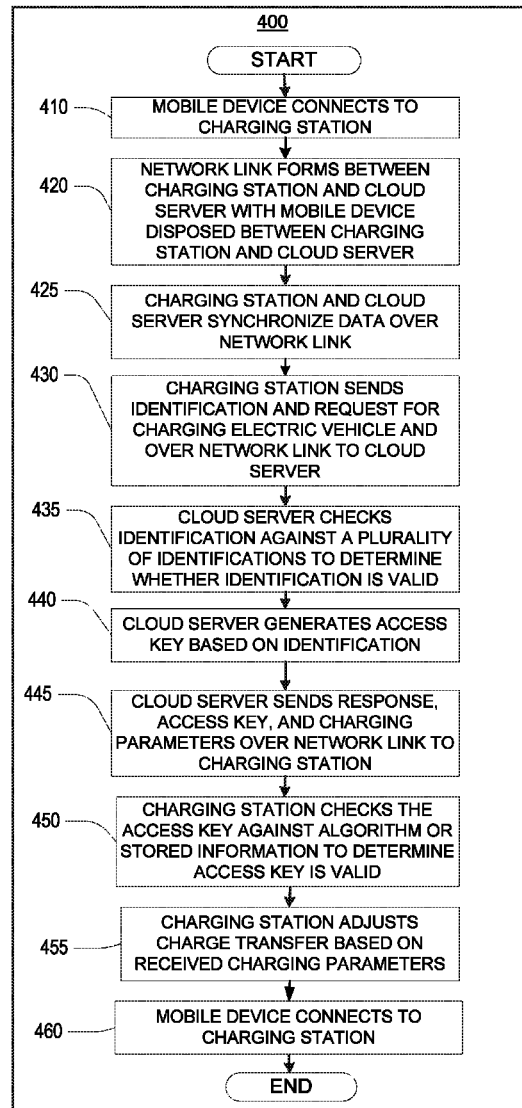 400
START
410
MOBILE DEVICE CONNECTS TO
CHARGING STATION
420
NETWORK LINK FORMS BETWEEN
CHARGING STATION AND CLOUD
SERVER WITH MOBILE DEVICE
DISPOSED BETWEEN CHARGING
STATION AND CLOUD SERVER
425
CHARGING STATION AND CLOUD
SERVER SYNCHRONIZE DATA OVER
NETWORK LINK
430
CHARGING STATION SENDS
IDENTIFICATION AND REQUEST FOR
CHARGING ELECTRIC VEHICLE AND
OVER NETWORK LINK TO CLOUD
SERVER
435
CLOUD SERVER CHECKS
IDENTIFICATION AGAINST A PLURALITY
OF IDENTIFICATIONS TO DETERMINE
WHETHER IDENTIFICATION IS VALID
440
CLOUD SERVER GENERATES ACCESS
KEY BASED ON IDENTIFICATION
445
CLOUD SERVER SENDS RESPONSE,
ACCESS KEY, AND CHARGING
PARAMETERS OVER NETWORK LINK TO
CHARGING STATION
450
CHARGING STATION CHECKS THE
ACCESS KEY AGAINST ALGORITHM OR
STORED INFORMATION TO DETERMINE
ACCESS KEY IS VALID
455
CHARGING STATION ADJUSTS
CHARGE TRANSFER BASED ON
RECEIVED CHARGING PARAMETERS
460
MOBILE DEVICE CONNECTS TO
CHARGING STATION
END